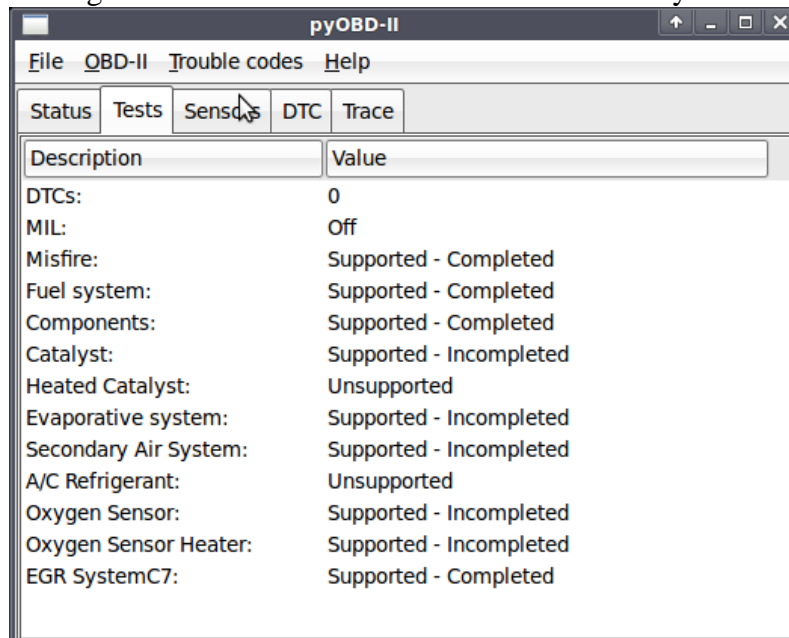 pyOBD-II
File OBD-II Trouble codes Help
Status Tests Sensors DTC Trace
Description Value
DTCs: 0
MIL: Off
Misfire: Supported - Completed
Fuel system: Supported - Completed
Components: Supported - Completed
Catalyst: Supported - Incompleted
Heated Catalyst: Unsupported
Evaporative system: Supported - Incompleted
Secondary Air System: Supported - Incompleted
A/C Refrigerant: Unsupported
Oxygen Sensor: Supported - Incompleted
Oxygen Sensor Heater: Supported - Incompleted
EGR SystemC7: Supported - Completed